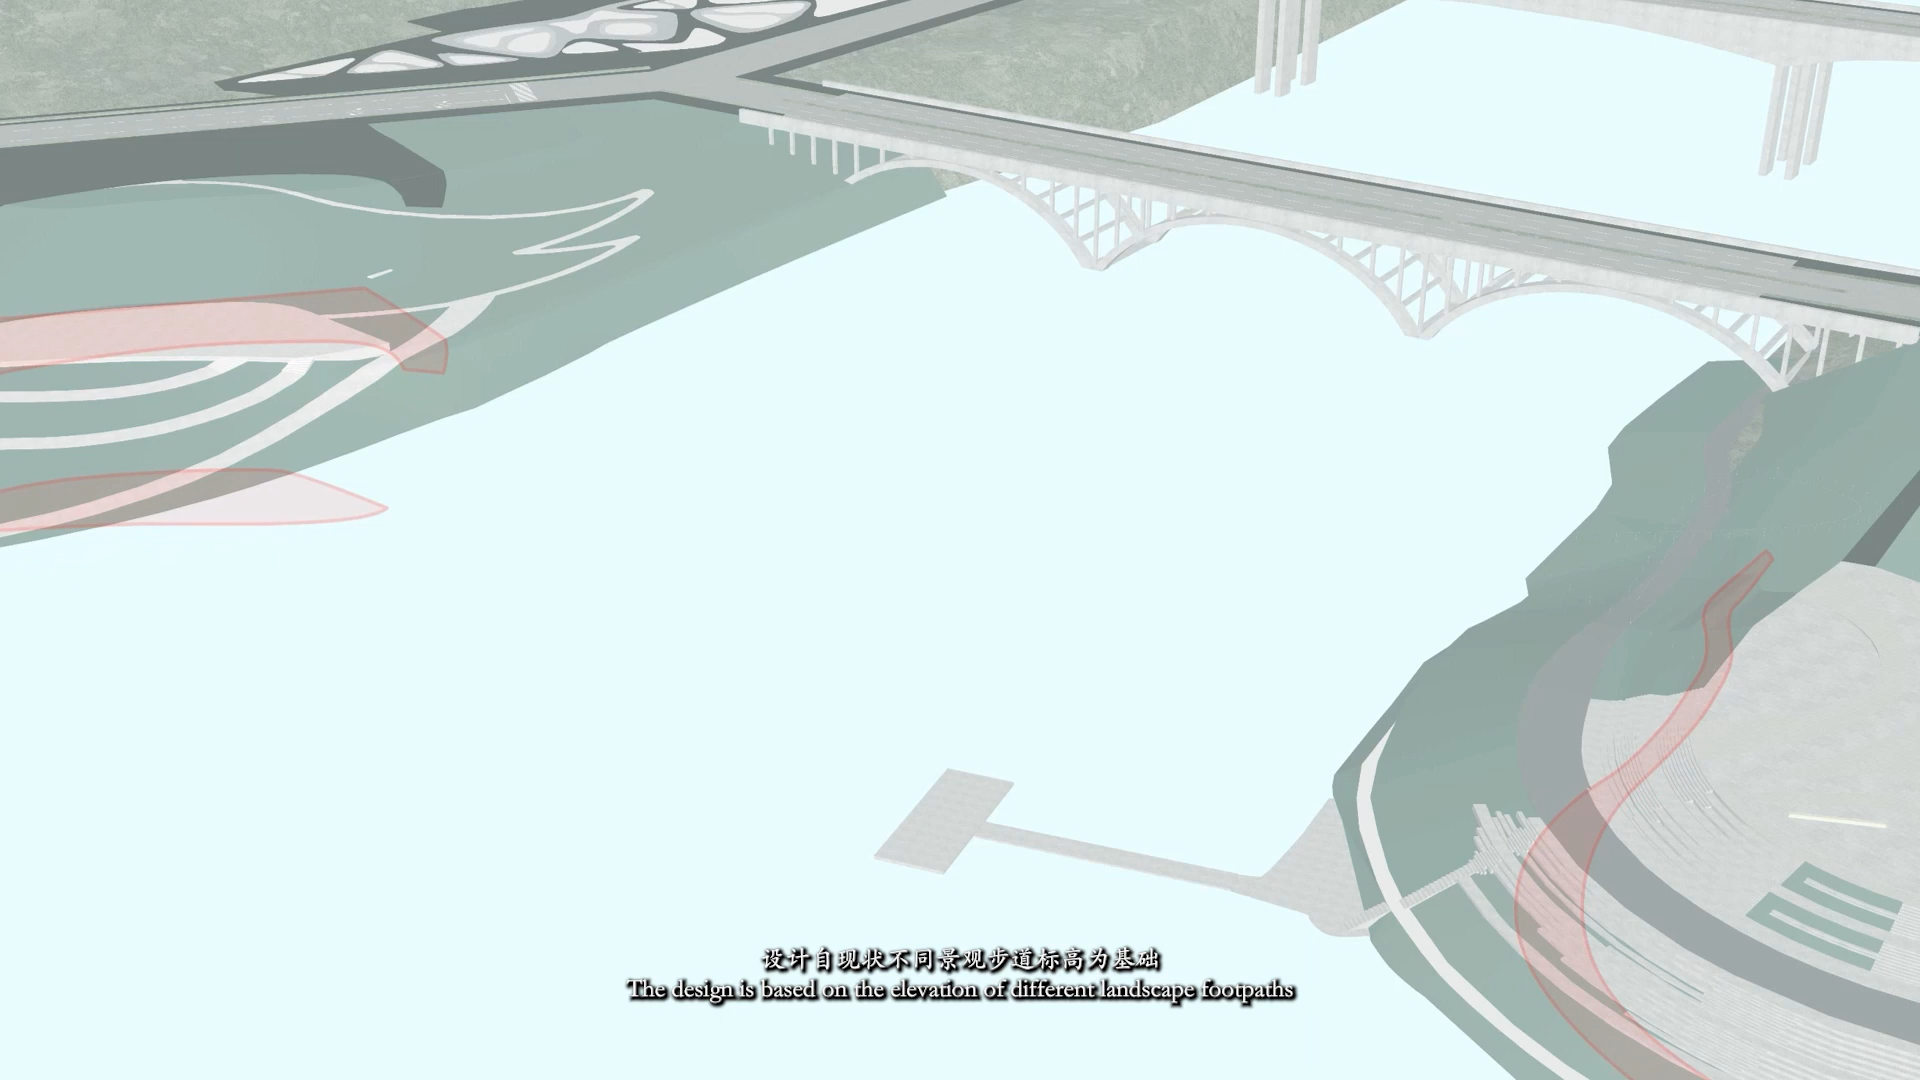 设计自现状不同景观步道标高为基础
The design is based on the elevation of different landscape footpaths